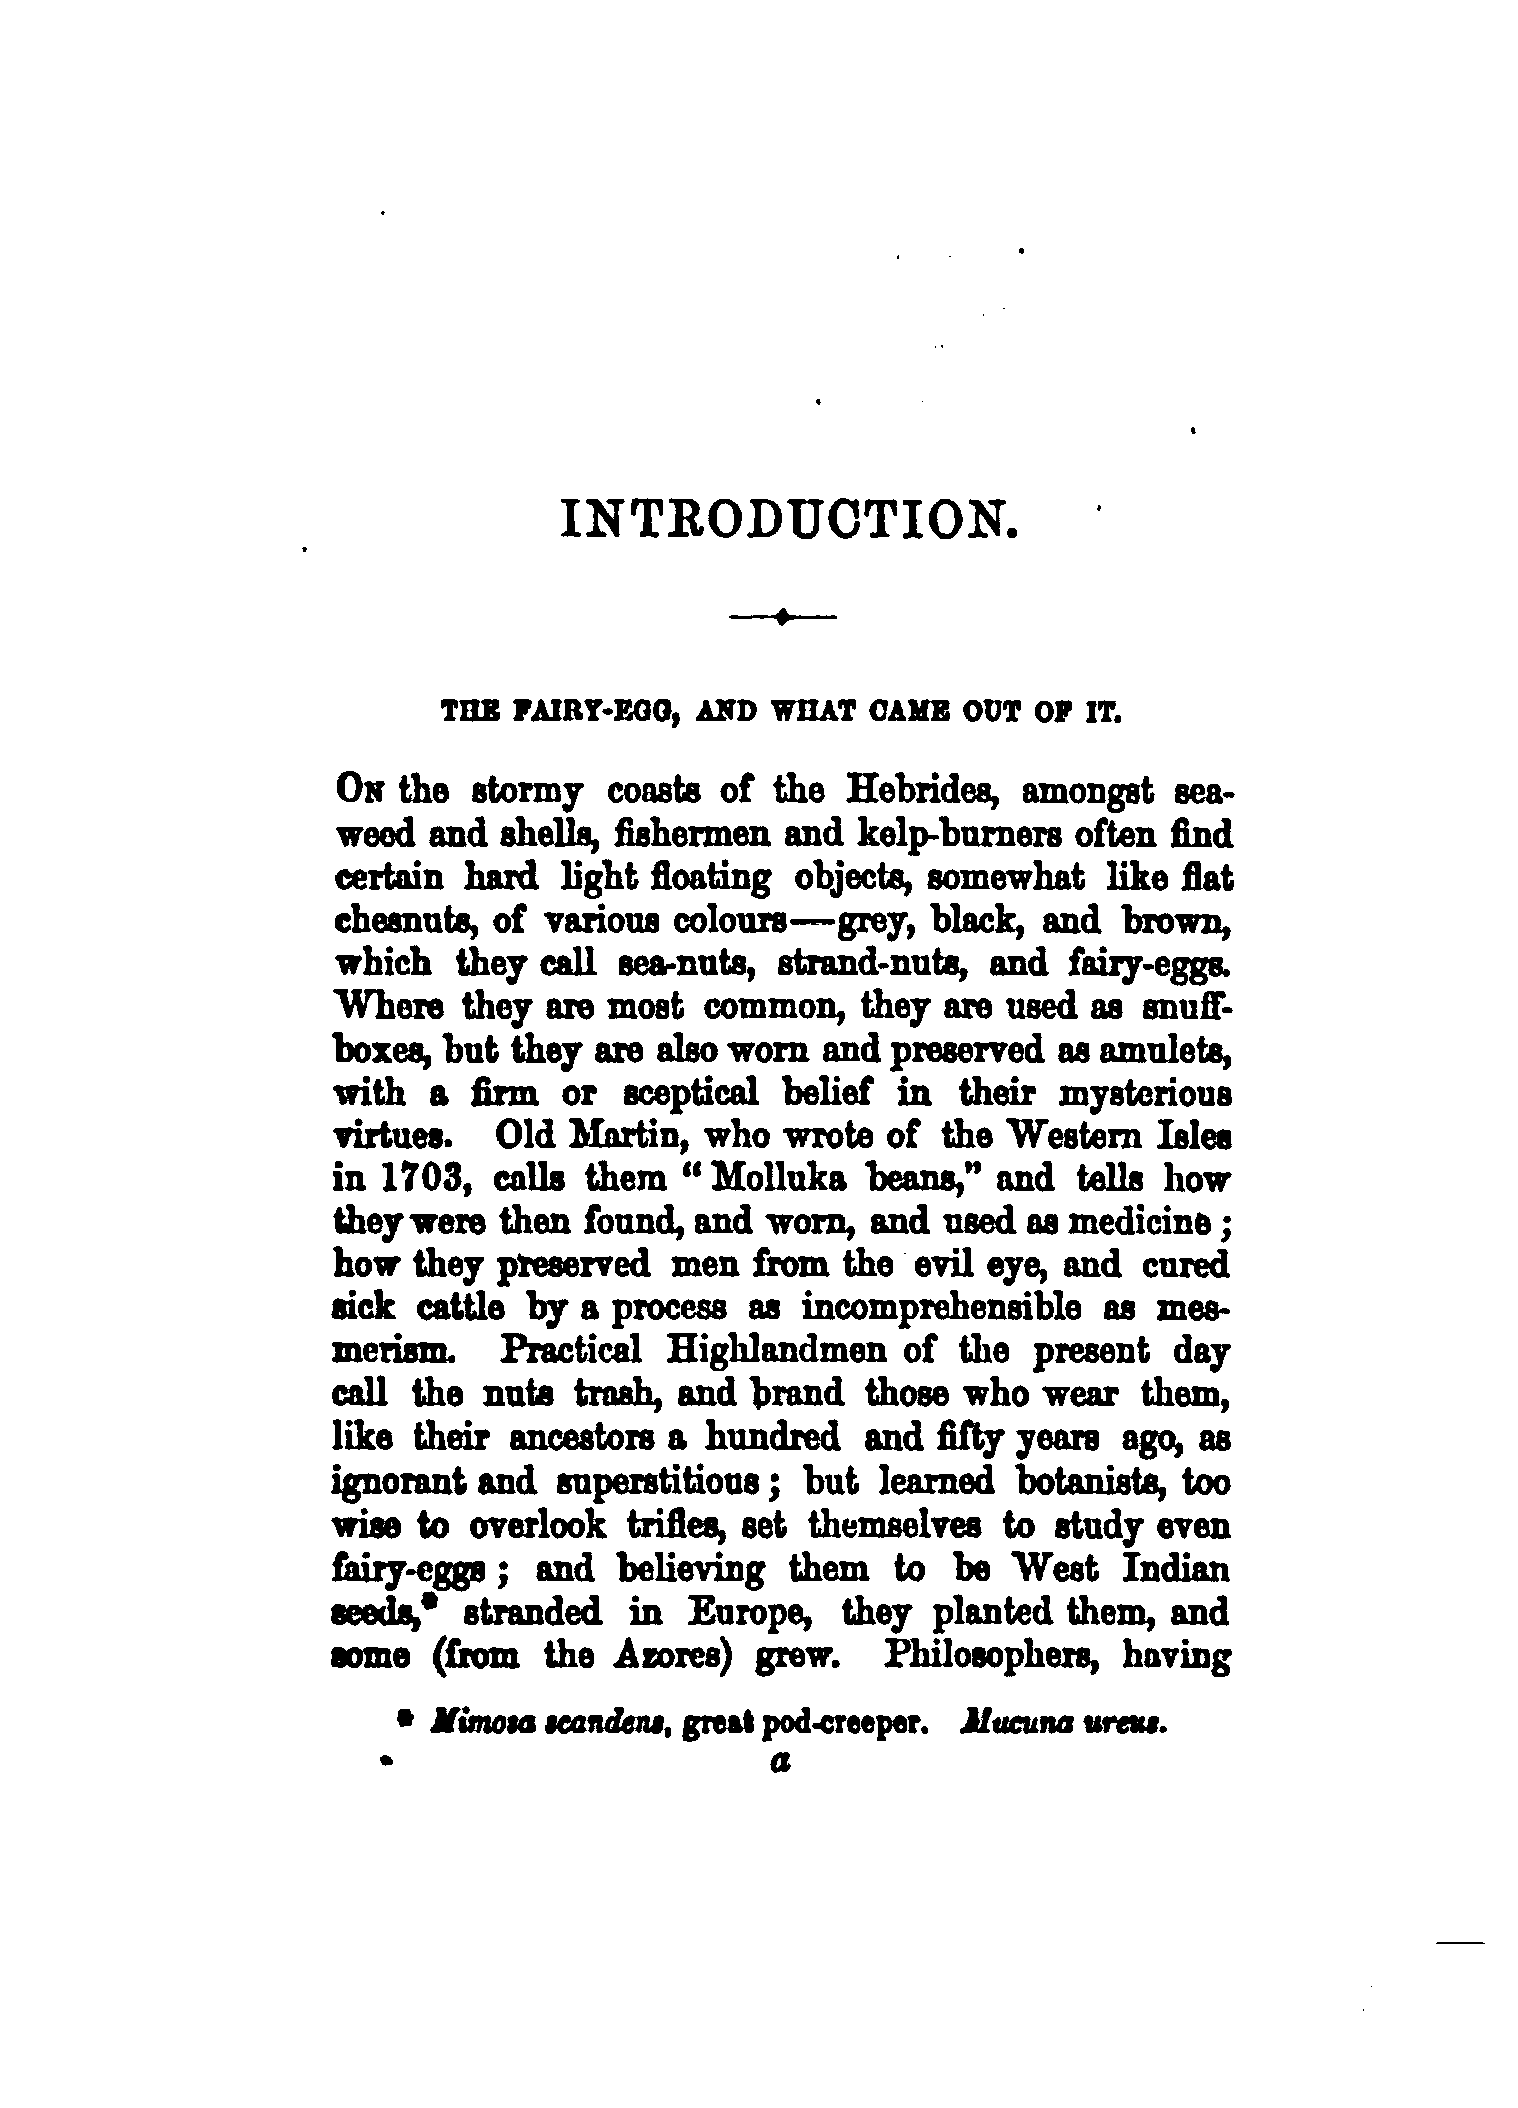 INTRODUCTION.
THE FAIRY-EGG, AND WHAT CAME OUT OF IT.
ON the stormy coasts of the Hebrides, amongst sea-
weed and shells, fishermen and kelp-burners often find
certain hard light floating objects, somewhat like flat
chesnuts, of various colours—grey, black, and brown,
which they call sea-nuts, strand-nuts, and fairy-eggs.
Where they are most common, they are used as snuff-
boxes, but they are also worn and preserved as amulets,
with a firm or sceptical belief in their mysterious
virtues. Old Martin, who wrote of the Western Isles
in 1703, calls them “Molluka beans,” and tells how
they were then found, and worn, and used as medicine;
how they preserved men from the evil eye, and cured
sick cattle by a process as incomprehensible as mes-
merism. Practical Highlandmen of the present day
call the nuts trash, and brand those who wear them,
like their ancestors a hundred and fifty years ago, as
ignorant and superstitious; but learned botanists, too
wise to overlook trifles, set themselves to study even
fairy-eggs; and believing them to be West Indian
seeds,* stranded in Europe, they planted them, and
some (from the Azores) grew. Philosophers, having
* Mimosa scandens, great pod-creeper. Mucuna urens.
a